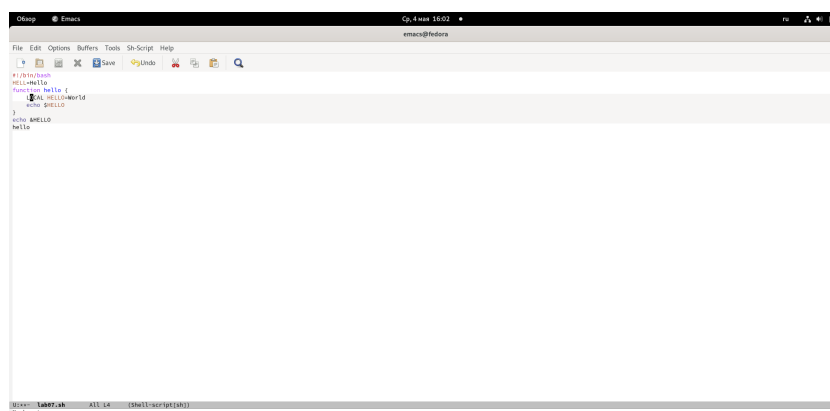 Обзор Emacs Ср, 4 мая 16:02 ru
emacs@fedora
File Edit Options Buffers Tools Sh-Script Help
Save Undo
#!/bin/bash
HELL=Hello
function hello {
LOCAL HELLO=World
echo $HELLO
}
echo &HELLO
hello
U:**- lab07.sh All L4 (Shell-script[sh])